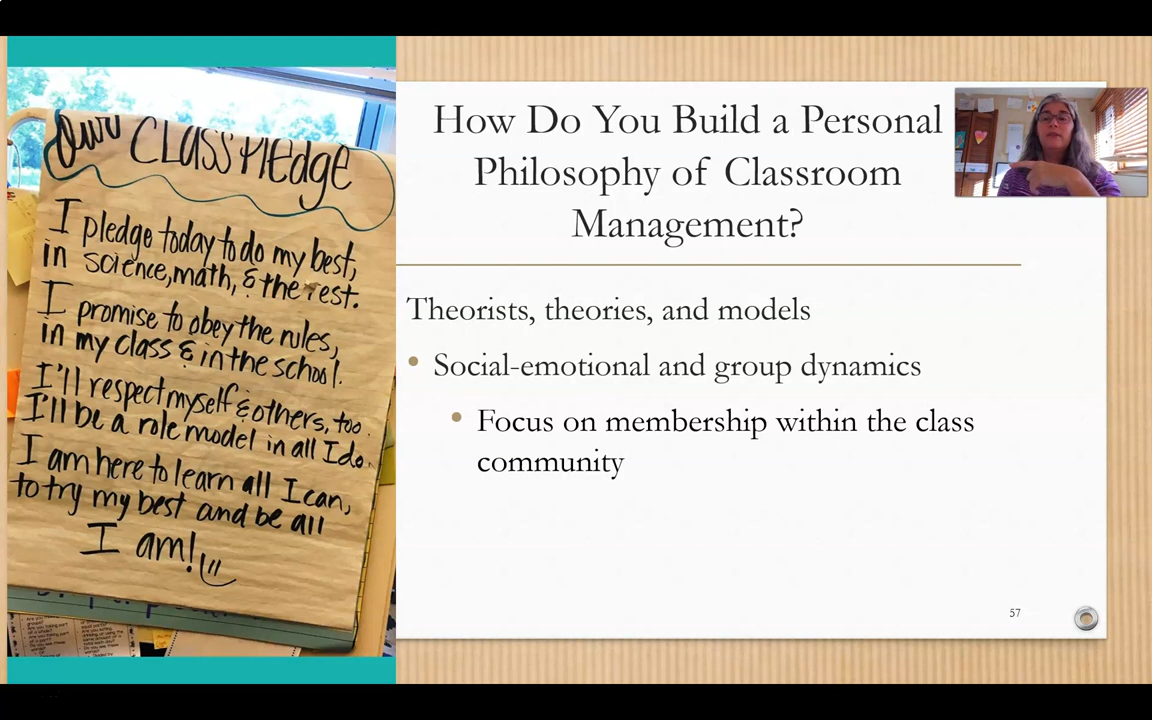 Our CLASS PLEDGE
I pledge today to do my best,
in science, math, & the rest.
I promise to obey the rules,
in my class & in the school.
I'll respect myself & others, too.
I'll be a role model in all I do.
I am here to learn all I can,
to try my best and be all
I am!
How Do You Build a Personal
Philosophy of Classroom
Management?
Theorists, theories, and models
• Social-emotional and group dynamics
• Focus on membership within the class
community
57